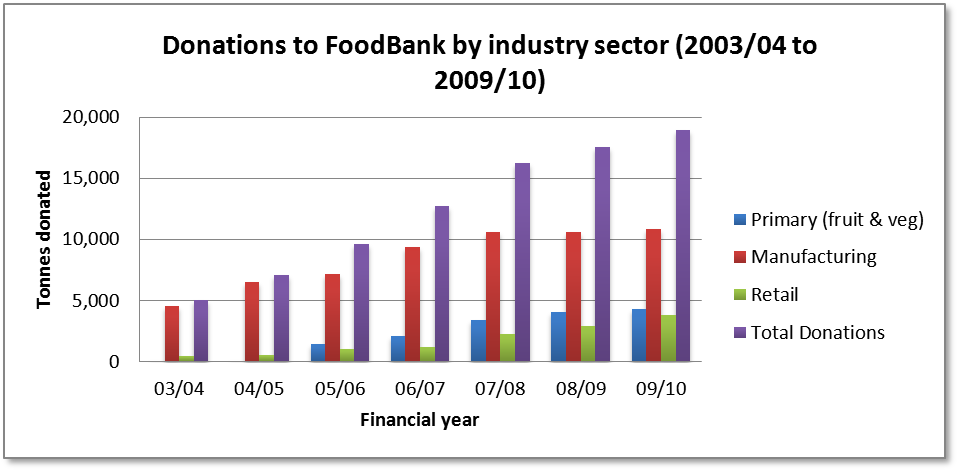 Donations to FoodBank by industry sector (2003/04 to
2009/10)
20,000
15,000
10,000
5,000
0
Tonnes donated
03/04 04/05 05/06 06/07 07/08 08/09 09/10
Financial year
Primary (fruit & veg)
Manufacturing
Retail
Total Donations